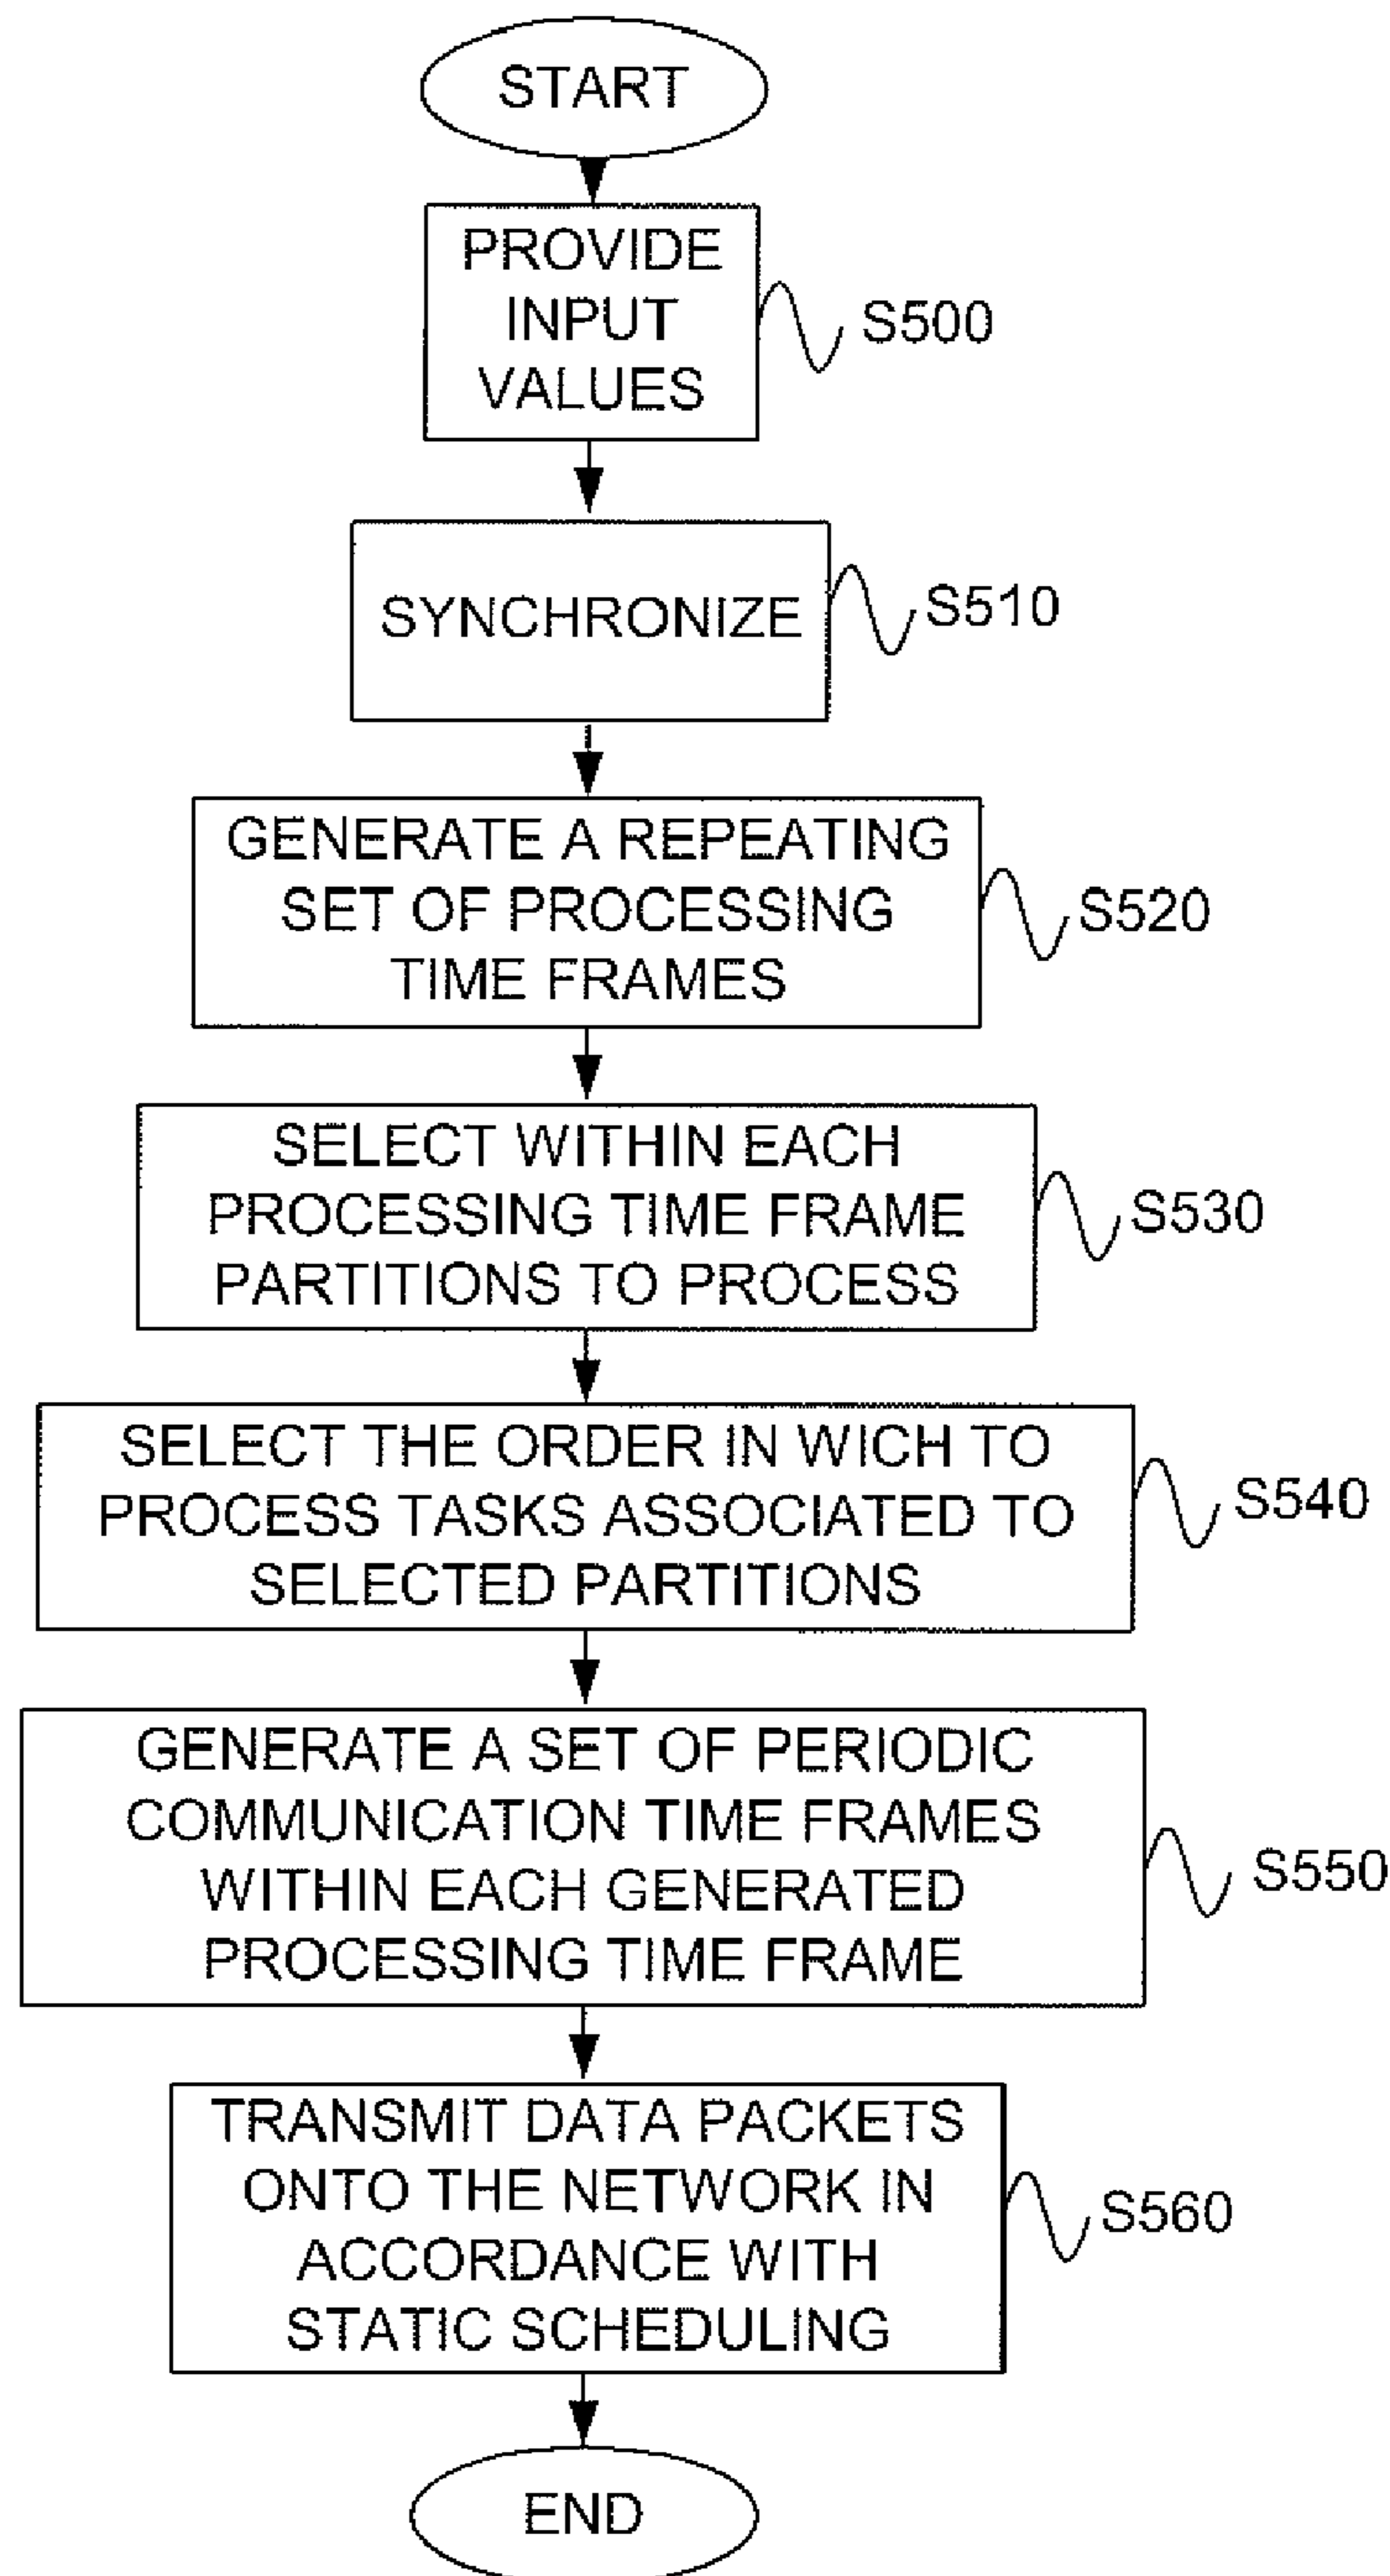 START
PROVIDE
INPUT
VALUES
S500
SYNCHRONIZE
S510
GENERATE A REPEATING
SET OF PROCESSING
TIME FRAMES
S520
SELECT WITHIN EACH
PROCESSING TIME FRAME
PARTITIONS TO PROCESS
S530
SELECT THE ORDER IN WICH TO
PROCESS TASKS ASSOCIATED TO
SELECTED PARTITIONS
S540
GENERATE A SET OF PERIODIC
COMMUNICATION TIME FRAMES
WITHIN EACH GENERATED
PROCESSING TIME FRAME
S550
TRANSMIT DATA PACKETS
ONTO THE NETWORK IN
ACCORDANCE WITH
STATIC SCHEDULING
S560
END